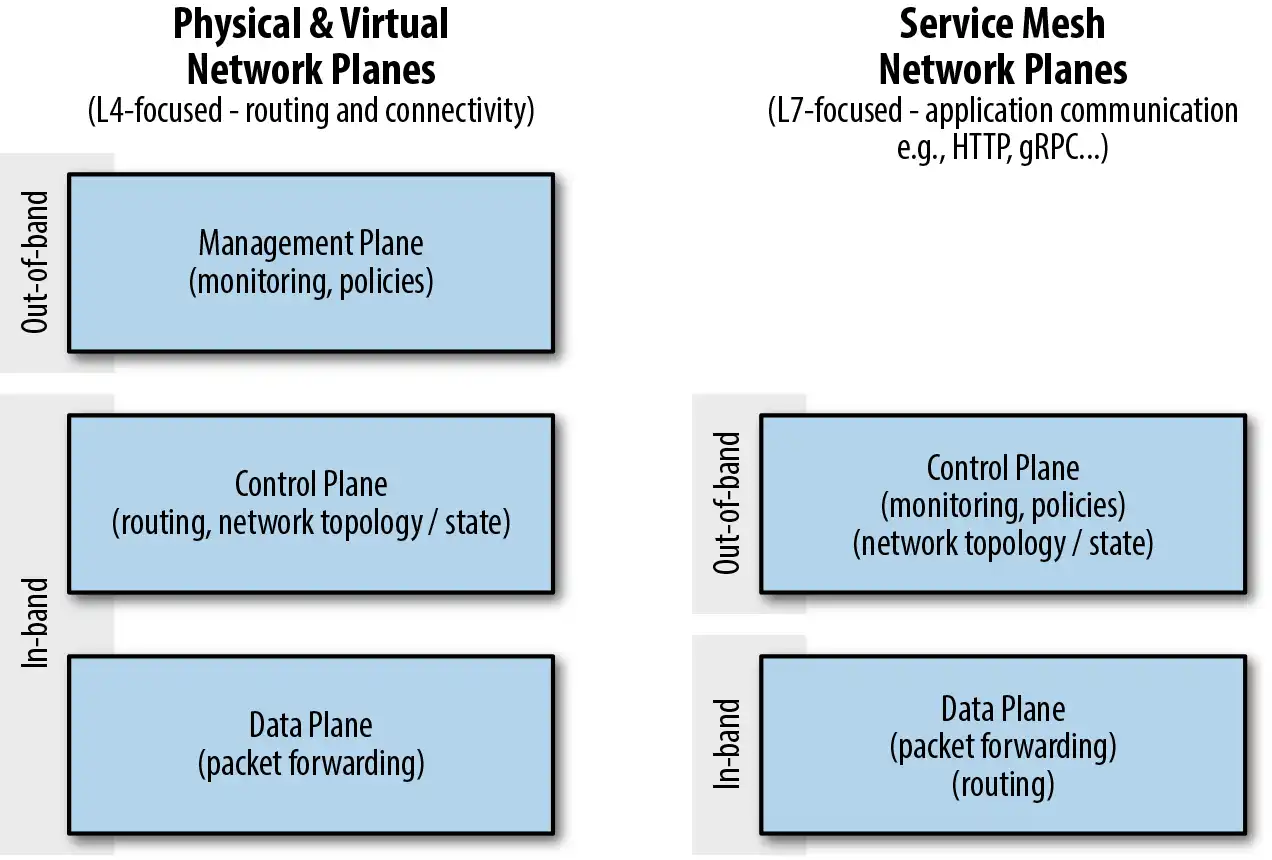 Physical & Virtual
Network Planes
(L4-focused - routing and connectivity)
Out-of-band
Management Plane
(monitoring, policies)
In-band
Control Plane
(routing, network topology / state)
Data Plane
(packet forwarding)
Service Mesh
Network Planes
(L7-focused - application communication
e.g., HTTP, gRPC...)
Out-of-band
Control Plane
(monitoring, policies)
(network topology / state)
In-band
Data Plane
(packet forwarding)
(routing)